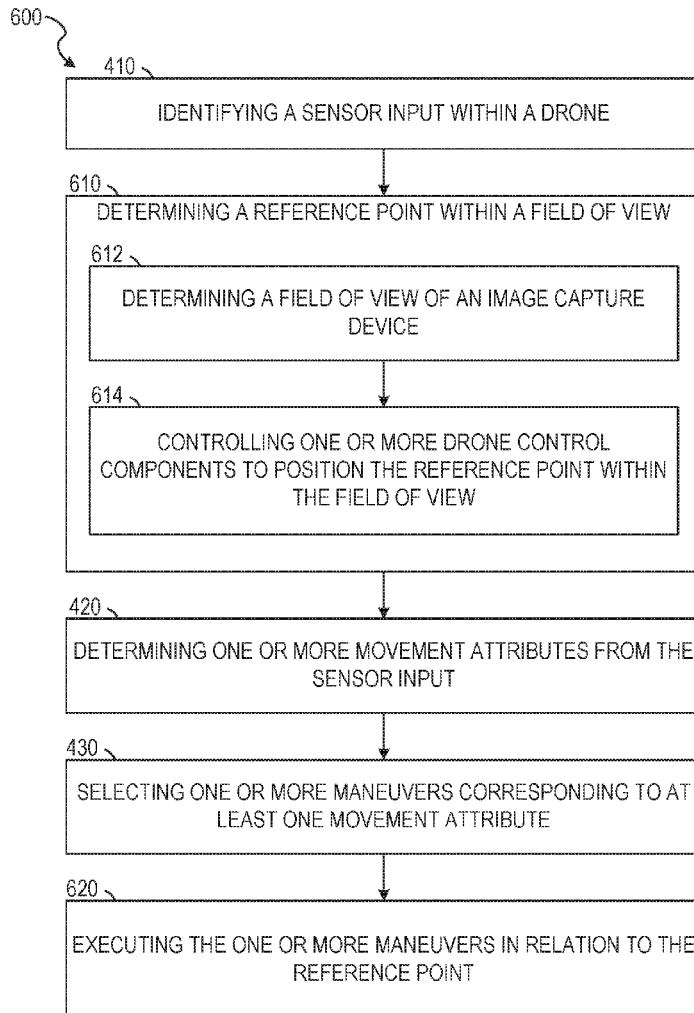 600
410
IDENTIFYING A SENSOR INPUT WITHIN A DRONE
610
DETERMINING A REFERENCE POINT WITHIN A FIELD OF VIEW
612
DETERMINING A FIELD OF VIEW OF AN IMAGE CAPTURE
DEVICE
614
CONTROLLING ONE OR MORE DRONE CONTROL
COMPONENTS TO POSITION THE REFERENCE POINT WITHIN
THE FIELD OF VIEW
420
DETERMINING ONE OR MORE MOVEMENT ATTRIBUTES FROM THE
SENSOR INPUT
430
SELECTING ONE OR MORE MANEUVERS CORRESPONDING TO AT
LEAST ONE MOVEMENT ATTRIBUTE
620
EXECUTING THE ONE OR MORE MANEUVERS IN RELATION TO THE
REFERENCE POINT